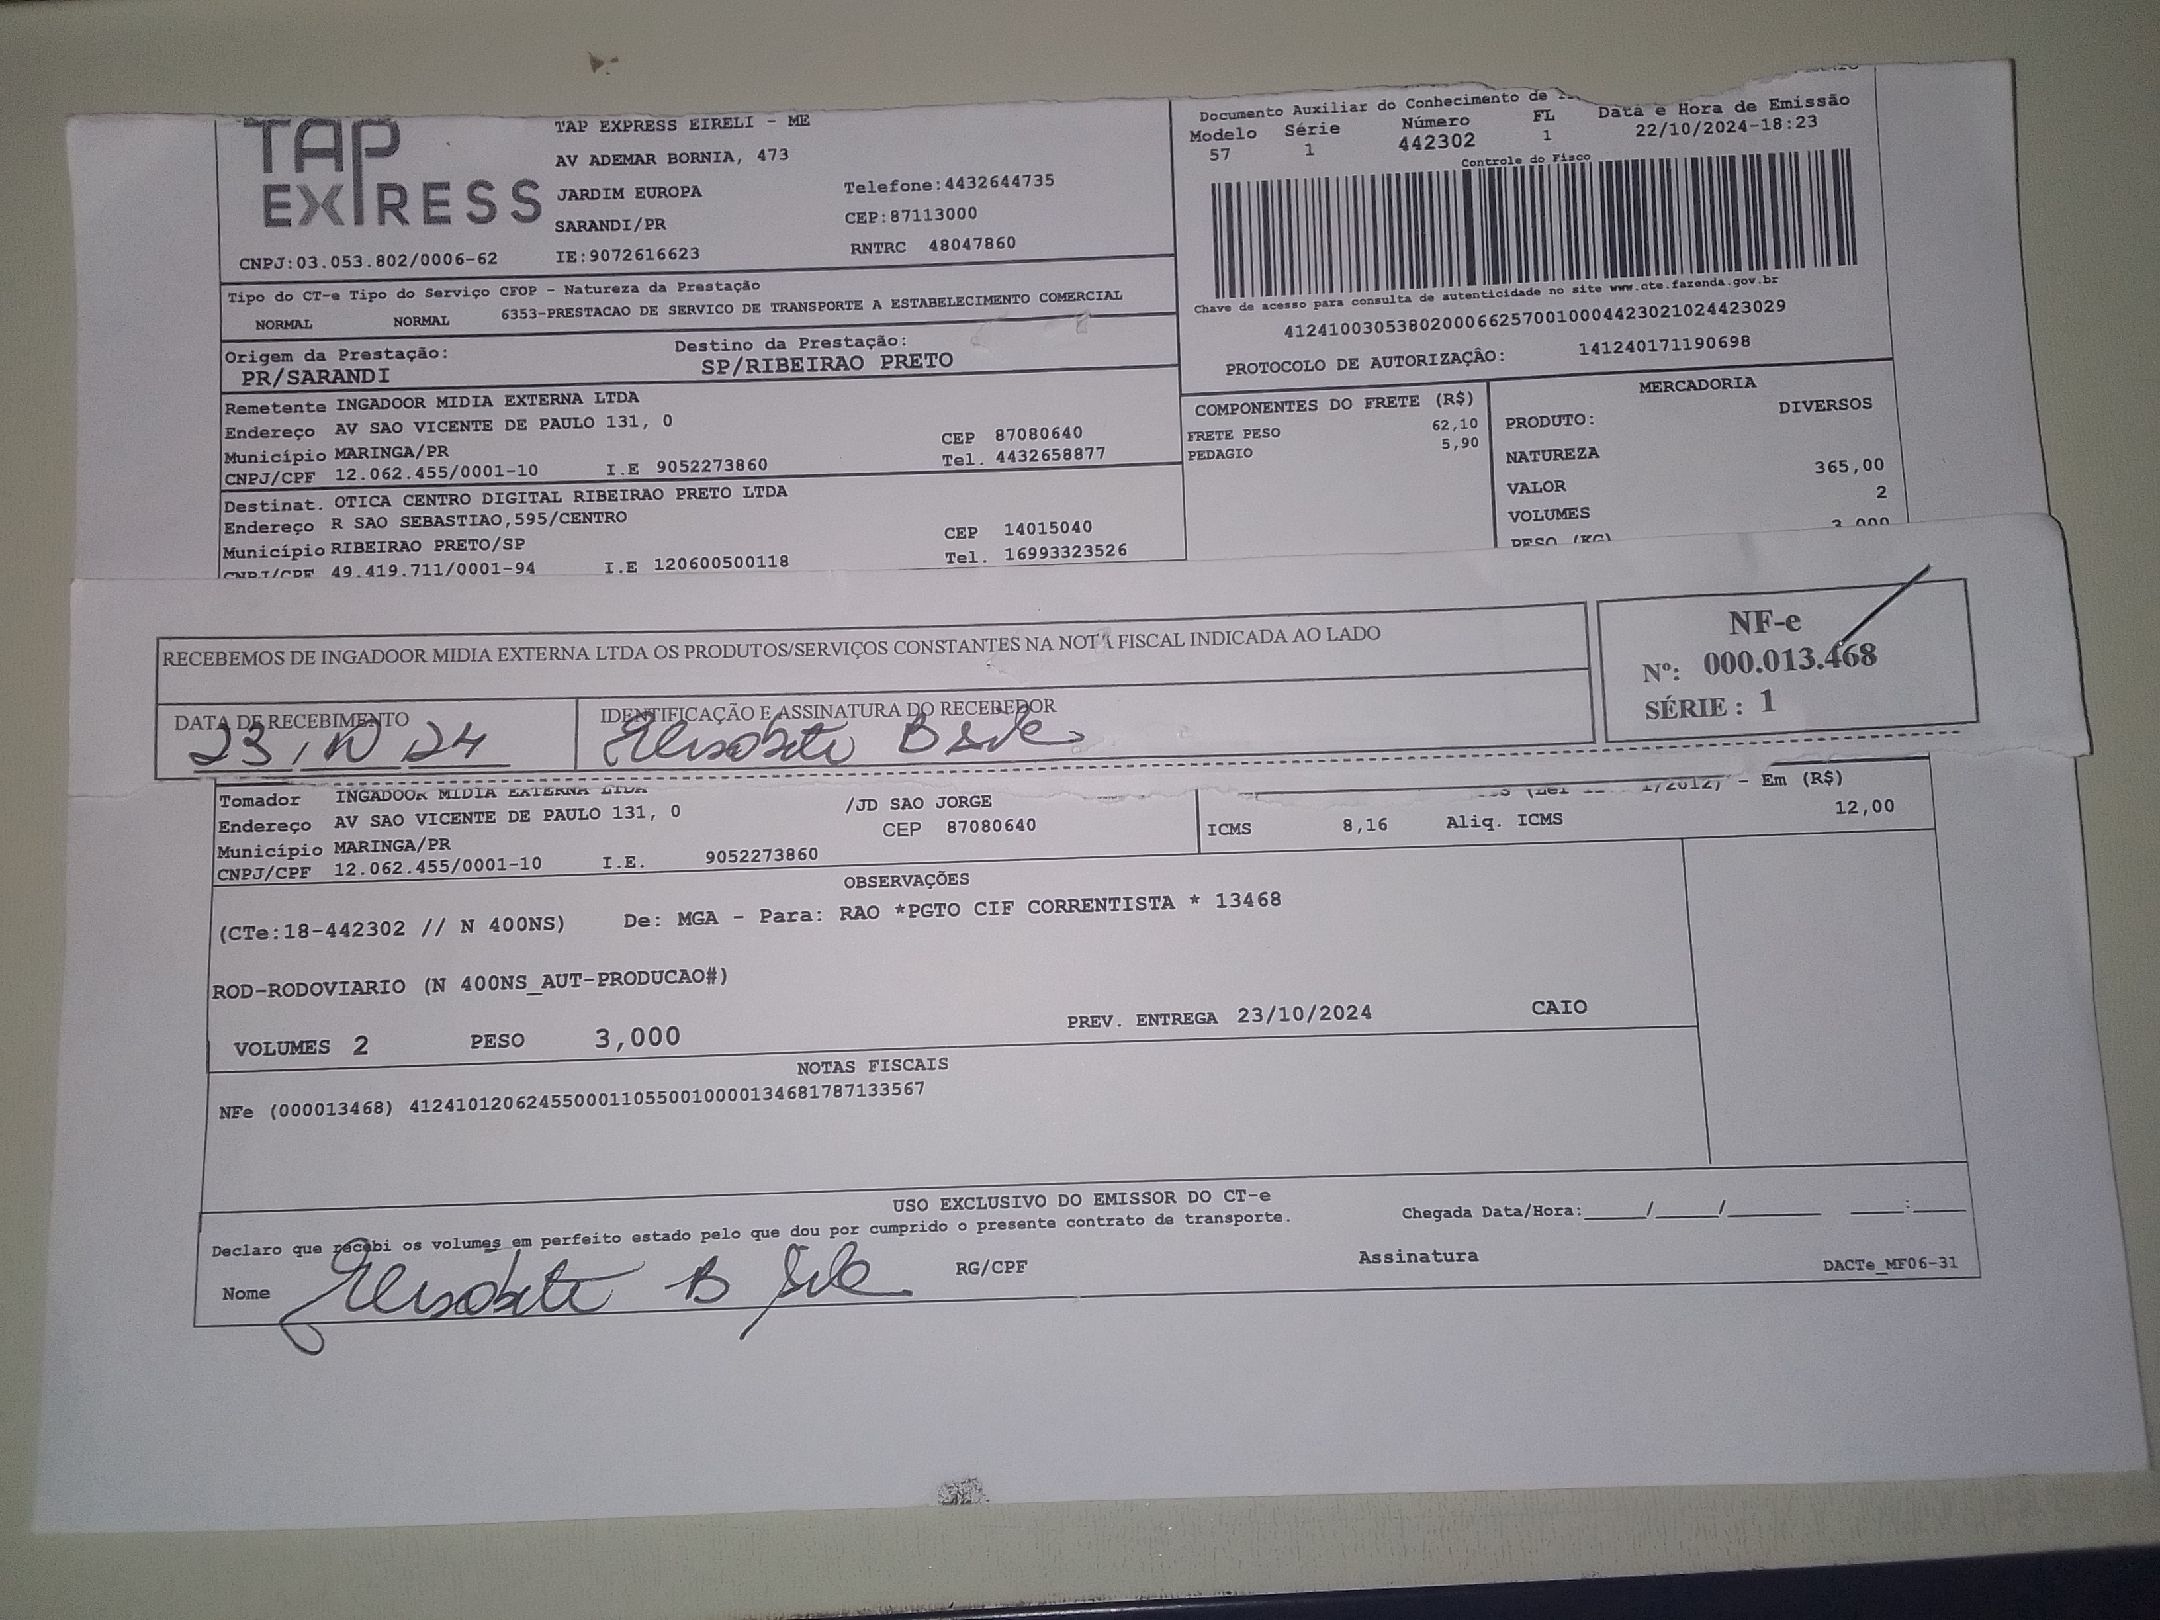 TAP EXPRESS
TAP EXPRESS EIRELI - ME
AV ADEMAR BORNIA, 473
JARDIM EUROPA Telefone:4432644735
SARANDI/PR CEP:87113000
CNPJ:03.053.802/0006-62 IE:9072616623 RNTRC 48047860
Documento Auxiliar do Conhecimento de
Modelo Série Número FL Data e Hora de Emissão
57 1 442302 1 22/10/2024-18:23
Controle do Fisco
Chave de acesso para consulta de autenticidade no site www.cte.fazenda.gov.br
41241003053802000662570010004423021024423029
PROTOCOLO DE AUTORIZAÇÂO: 141240171190698
Tipo do CT-e Tipo do Serviço CFOP - Natureza da Prestação
NORMAL NORMAL 6353-PRESTACAO DE SERVICO DE TRANSPORTE A ESTABELECIMENTO COMERCIAL
Origem da Prestação: Destino da Prestação:
PR/SARANDI SP/RIBEIRAO PRETO
Remetente INGADOOR MIDIA EXTERNA LTDA
Endereço AV SAO VICENTE DE PAULO 131, 0
Município MARINGA/PR CEP 87080640
CNPJ/CPF 12.062.455/0001-10 I.E 9052273860 Tel. 4432658877
Destinat. OTICA CENTRO DIGITAL RIBEIRAO PRETO LTDA
Endereço R SAO SEBASTIAO,595/CENTRO
Município RIBEIRAO PRETO/SP CEP 14015040
CNPJ/CPF 49.419.711/0001-94 I.E 120600500118 Tel. 16993323526
COMPONENTES DO FRETE (R$)
FRETE PESO 62,10
PEDAGIO 5,90
MERCADORIA
PRODUTO: DIVERSOS
NATUREZA
VALOR 365,00
VOLUMES 2
PESO (KG) 3,000
RECEBEMOS DE INGADOOR MIDIA EXTERNA LTDA OS PRODUTOS/SERVIÇOS CONSTANTES NA NOTA FISCAL INDICADA AO LADO
NF-e
Nº: 000.013.468
SÉRIE : 1
DATA DE RECEBIMENTO IDENTIFICAÇÃO E ASSINATURA DO RECEBEDOR
23, 10 24 Elisabete B
Tomador INGADOOR MIDIA EXTERNA LTDA
Endereço AV SAO VICENTE DE PAULO 131, 0 /JD SAO JORGE
Município MARINGA/PR CEP 87080640
CNPJ/CPF 12.062.455/0001-10 I.E. 9052273860
1/2012) - Em (R$)
ICMS 8,16 Aliq. ICMS 12,00
OBSERVAÇÕES
(CTe:18-442302 // N 400NS) De: MGA - Para: RAO *PGTO CIF CORRENTISTA * 13468
ROD-RODOVIARIO (N 400NS_AUT-PRODUCAO#)
VOLUMES 2 PESO 3,000 PREV. ENTREGA 23/10/2024 CAIO
NOTAS FISCAIS
NFe (000013468) 41241012062455000110550010000134681787133567
USO EXCLUSIVO DO EMISSOR DO CT-e
Declaro que recebi os volumes em perfeito estado pelo que dou por cumprido o presente contrato de transporte. Chegada Data/Hora:_____/_____/_______ ____:____
Nome Elisabete B RG/CPF Assinatura
DACTe_MF06-31